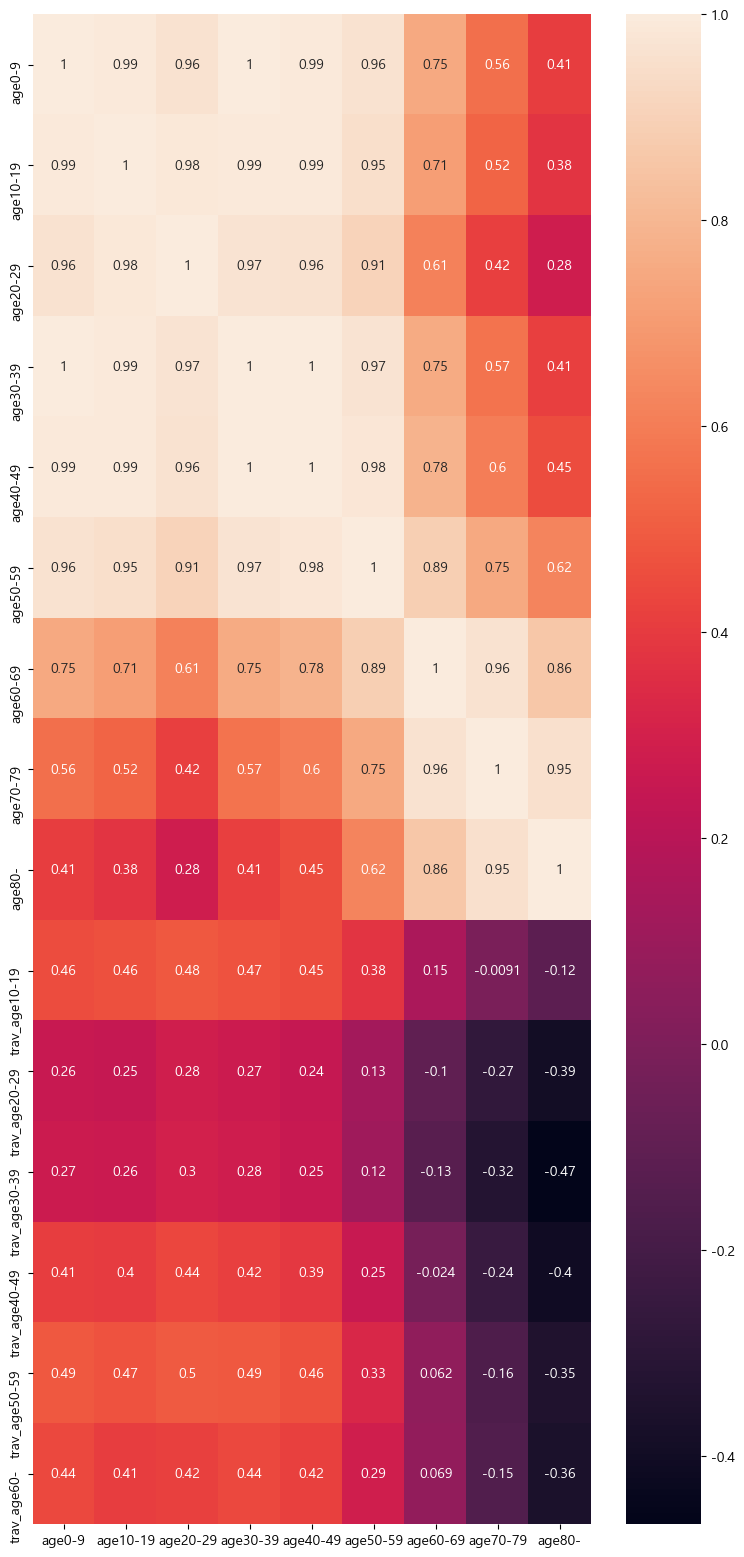 age0-9 1 0.99 0.96 1 0.99 0.96 0.75 0.56 0.41
age10-19 0.99 1 0.98 0.99 0.99 0.95 0.71 0.52 0.38
age20-29 0.96 0.98 1 0.97 0.96 0.91 0.61 0.42 0.28
age30-39 1 0.99 0.97 1 1 0.97 0.75 0.57 0.41
age40-49 0.99 0.99 0.96 1 1 0.98 0.78 0.6 0.45
age50-59 0.96 0.95 0.91 0.97 0.98 1 0.89 0.75 0.62
age60-69 0.75 0.71 0.61 0.75 0.78 0.89 1 0.96 0.86
age70-79 0.56 0.52 0.42 0.57 0.6 0.75 0.96 1 0.95
age80- 0.41 0.38 0.28 0.41 0.45 0.62 0.86 0.95 1
trav_age10-19 0.46 0.46 0.48 0.47 0.45 0.38 0.15 -0.0091 -0.12
trav_age20-29 0.26 0.25 0.28 0.27 0.24 0.13 -0.1 -0.27 -0.39
trav_age30-39 0.27 0.26 0.3 0.28 0.25 0.12 -0.13 -0.32 -0.47
trav_age40-49 0.41 0.4 0.44 0.42 0.39 0.25 -0.024 -0.24 -0.4
trav_age50-59 0.49 0.47 0.5 0.49 0.46 0.33 0.062 -0.16 -0.35
trav_age60- 0.44 0.41 0.42 0.44 0.42 0.29 0.069 -0.15 -0.36
age0-9 age10-19 age20-29 age30-39 age40-49 age50-59 age60-69 age70-79 age80-
1.0
0.8
0.6
0.4
0.2
0.0
-0.2
-0.4